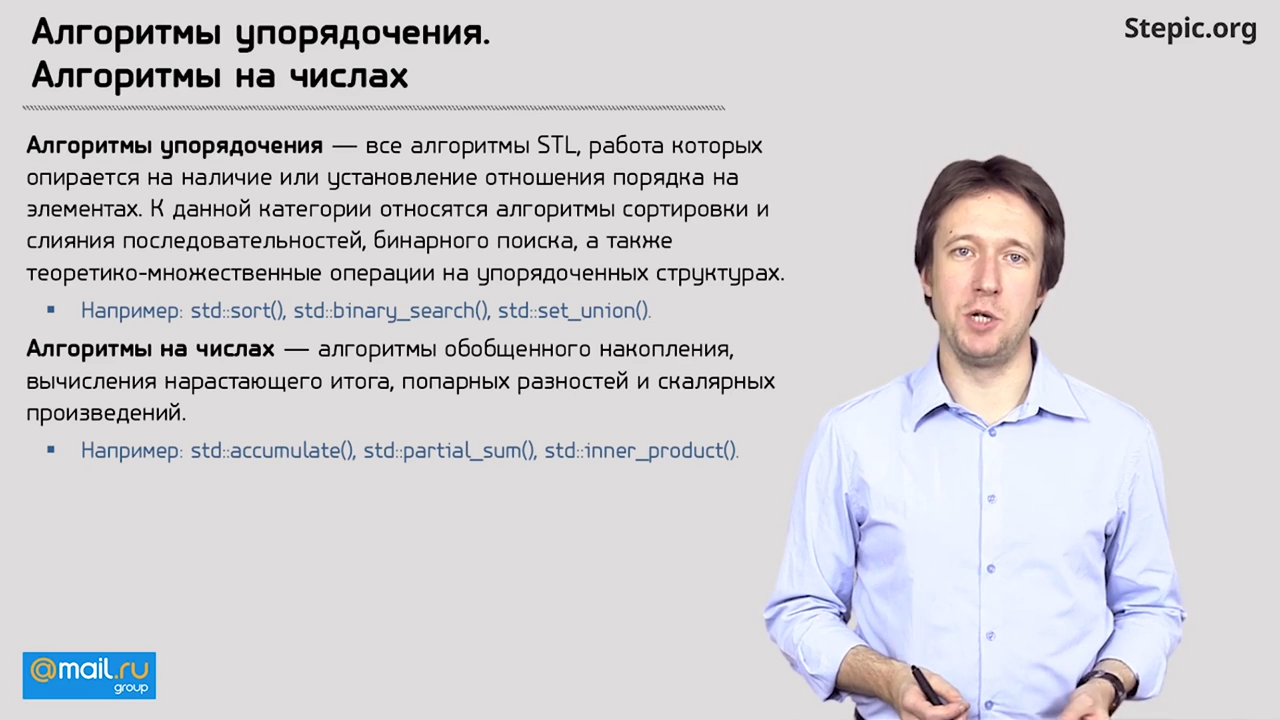 Алгоритмы упорядочения.
Алгоритмы на числах
Stepic.org
Алгоритмы упорядочения — все алгоритмы STL, работа которых
опирается на наличие или установление отношения порядка на
элементах. К данной категории относятся алгоритмы сортировки и
слияния последовательностей, бинарного поиска, а также
теоретико-множественные операции на упорядоченных структурах.
▪ Например: std::sort(), std::binary_search(), std::set_union().
Алгоритмы на числах — алгоритмы обобщенного накопления,
вычисления нарастающего итога, попарных разностей и скалярных
произведений.
▪ Например: std::accumulate(), std::partial_sum(), std::inner_product().
@mail.ru
group